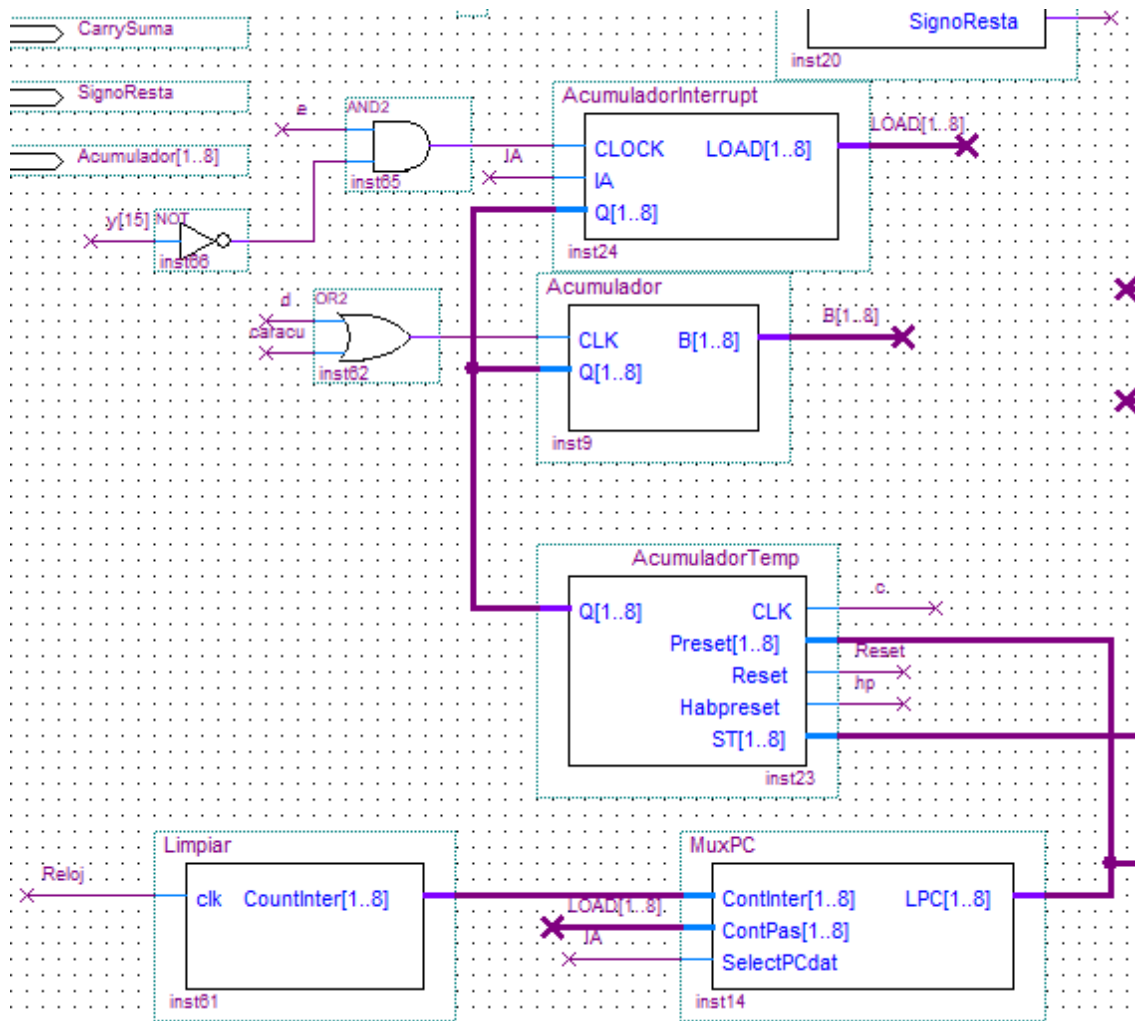 CarrySuma
SignoResta
inst20
SignoResta
Acumulador[1..8]
e
AND2
inst65
y[15]
NOT
inst66
AcumuladorInterrupt
CLOCK LOAD[1..8]
IA
Q[1..8]
inst24
IA
LOAD[1..8]
d
OR2
caracu
inst62
Acumulador
CLK B[1..8]
Q[1..8]
inst9
B[1..8]
AcumuladorTemp
Q[1..8] CLK
Preset[1..8]
Reset
Habpreset
ST[1..8]
inst23
c
Reset
hp
Limpiar
Reloj
clk CountInter[1..8]
inst61
MuxPC
ContInter[1..8] LPC[1..8]
ContPas[1..8]
SelectPCdat
inst14
LOAD[1..8]
IA